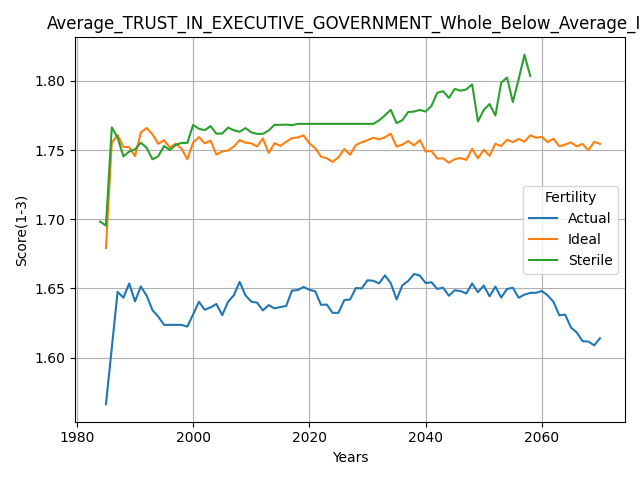 Average_TRUST_IN_EXECUTIVE_GOVERNMENT_Whole_Below_Average_I
1.80
1.75
1.70
1.65
1.60
Score(1-3)
Fertility
Actual
Ideal
Sterile
1980
2000
2020
2040
2060
Years